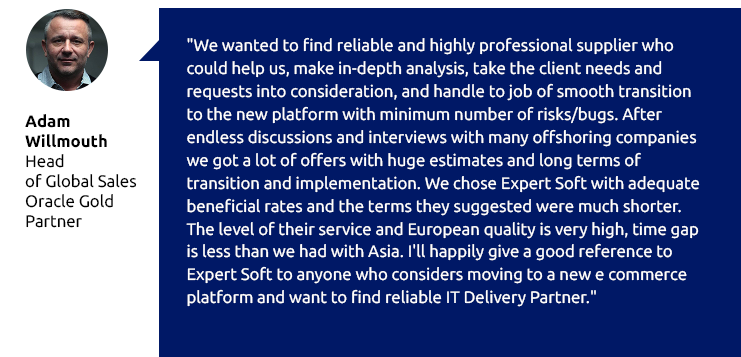 Adam
Willmouth
Head
of Global Sales
Oracle Gold
Partner
"We wanted to find reliable and highly professional supplier who
could help us, make in-depth analysis, take the client needs and
requests into consideration, and handle to job of smooth transition
to the new platform with minimum number of risks/bugs. After
endless discussions and interviews with many offshoring companies
we got a lot of offers with huge estimates and long terms of
transition and implementation. We chose Expert Soft with adequate
beneficial rates and the terms they suggested were much shorter.
The level of their service and European quality is very high, time gap
is less than we had with Asia. I'll happily give a good reference to
Expert Soft to anyone who considers moving to a new e commerce
platform and want to find reliable IT Delivery Partner."